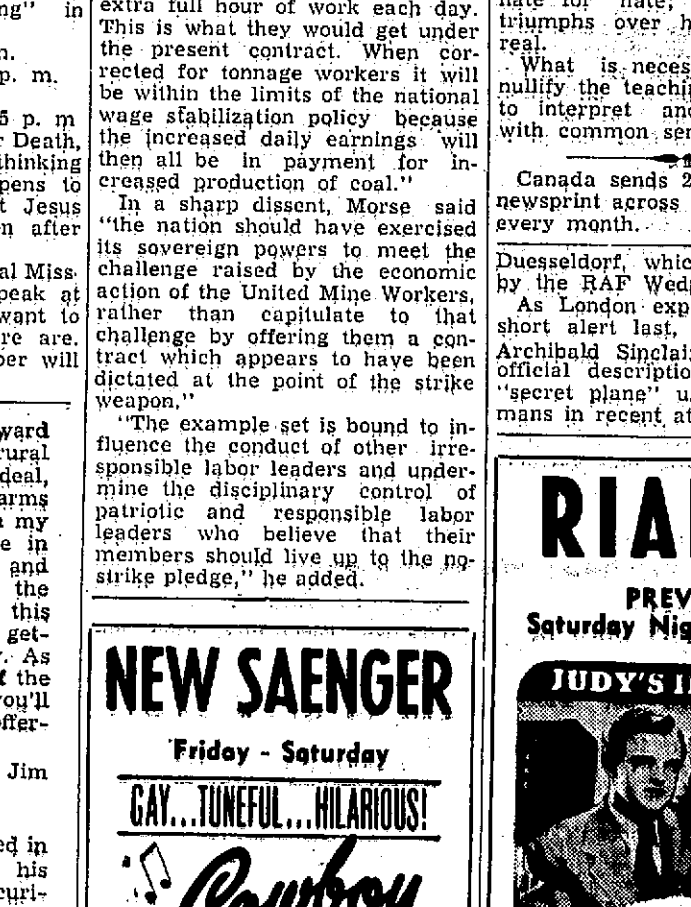 ng" in
n.
p. m.
5 p. m
r Death,
thinking
pens to
t Jesus
n after
al Miss
peak at
want to
re are.
ber will
ward
rural
deal,
arms
n my
e in
and
the
this
get-
. As
f the
you'll
offer-
Jim
ed in
his
curi-
extra full hour of work each day.
This is what they would get under
the present contract. When cor-
rected for tonnage workers it will
be within the limits of the national
wage stabilization policy because
the increased daily earnings will
then all be in payment for in-
creased production of coal."
In a sharp dissent, Morse said
"the nation should have exercised
its sovereign powers to meet the
challenge raised by the economic
action of the United Mine Workers,
rather than capitulate to that
challenge by offering them a con-
tract which appears to have been
dictated at the point of the strike
weapon."
"The example set is bound to in-
fluence the conduct of other irre-
sponsible labor leaders and under-
mine the disciplinary control of
patriotic and responsible labor
leaders who believe that their
members should live up to the no-
strike pledge," he added.
NEW SAENGER
Friday - Saturday
GAY...TUNEFUL...HILARIOUS!
Cowboy
hate for hate,
triumphs over h
real.
What is neces
nullify the teachi
to interpret and
with common sen
Canada sends 2
newsprint across
every month.
Duesseldorf, whic
by the RAF Wed
As London exp
short alert last,
Archibald Sinclai
official descriptio
"secret plane" u
mans in recent at
RIA
PREV
Saturday Nig
JUDY'S